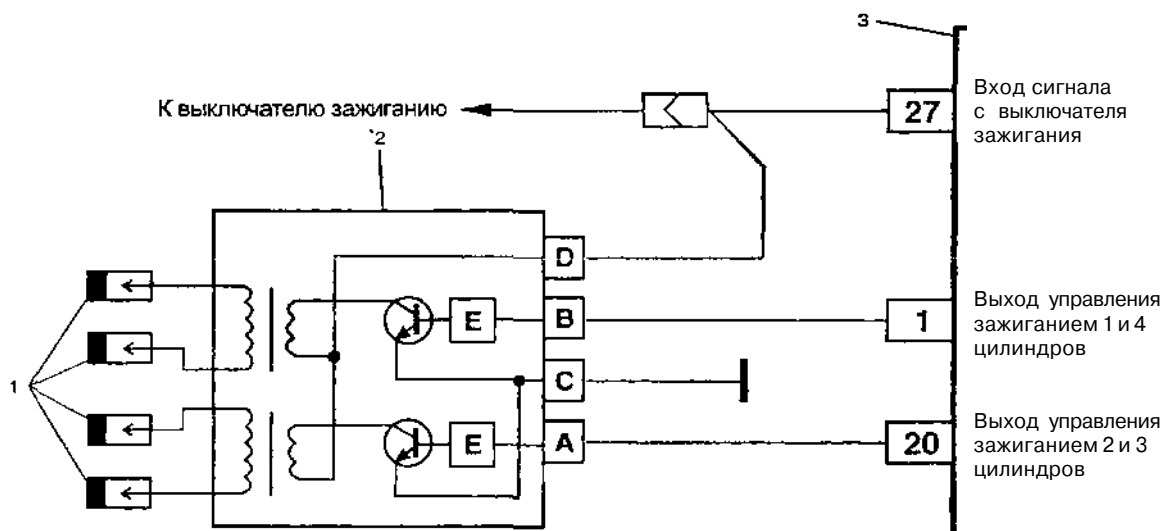 3
Вход сигнала
с выключателя
зажигания
К выключателю зажиганию
27
2
D
E
B
1
Выход управления
зажиганием 1 и 4
цилиндров
1
C
E
A
20
Выход управления
зажиганием 2 и 3
цилиндров